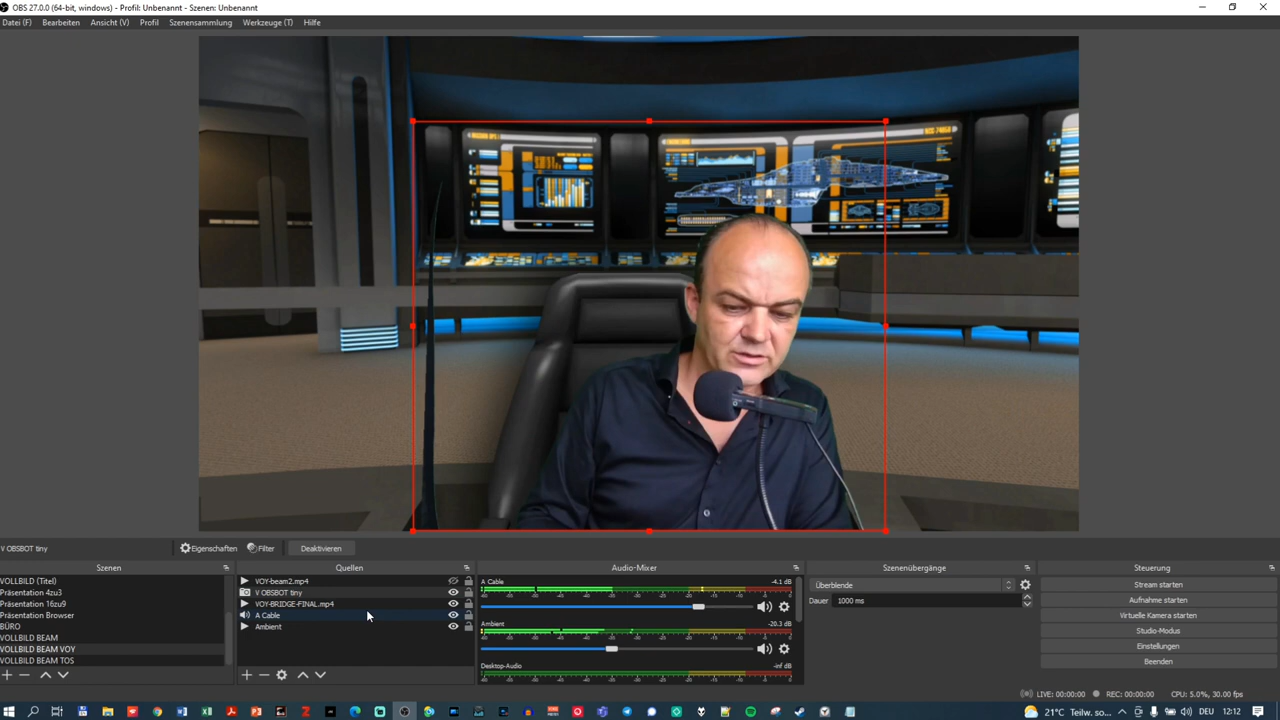 OBS 27.0.0 (64-bit, windows) - Profil: Unbenannt - Szenen: Unbenannt
Datei (F) Bearbeiten Ansicht (V) Profil Szenensammlung Werkzeuge (T) Hilfe
V OBSBOT tiny Eigenschaften Filter Deaktivieren
Szenen Quellen Audio-Mixer Szenenübergänge Steuerung
VOLLBILD (Titel)
Präsentation 4zu3
Präsentation 16zu9
Präsentation Browser
BÜRO
VOLLBILD BEAM
VOLLBILD BEAM VOY
VOLLBILD BEAM TOS
VOY-beam2.mp4
V OBSBOT tiny
VOY-BRIDGE-FINAL.mp4
A Cable
Ambient
A Cable -4.1 dB
Ambient -20.3 dB
Desktop-Audio -inf dB
Überblende
Dauer 1000 ms
Stream starten
Aufnahme starten
Virtuelle Kamera starten
Studio-Modus
Einstellungen
Beenden
LIVE: 00:00:00 REC: 00:00:00 CPU: 5.0%, 30.00 fps
21°C Teilw. so... DEU 12:12